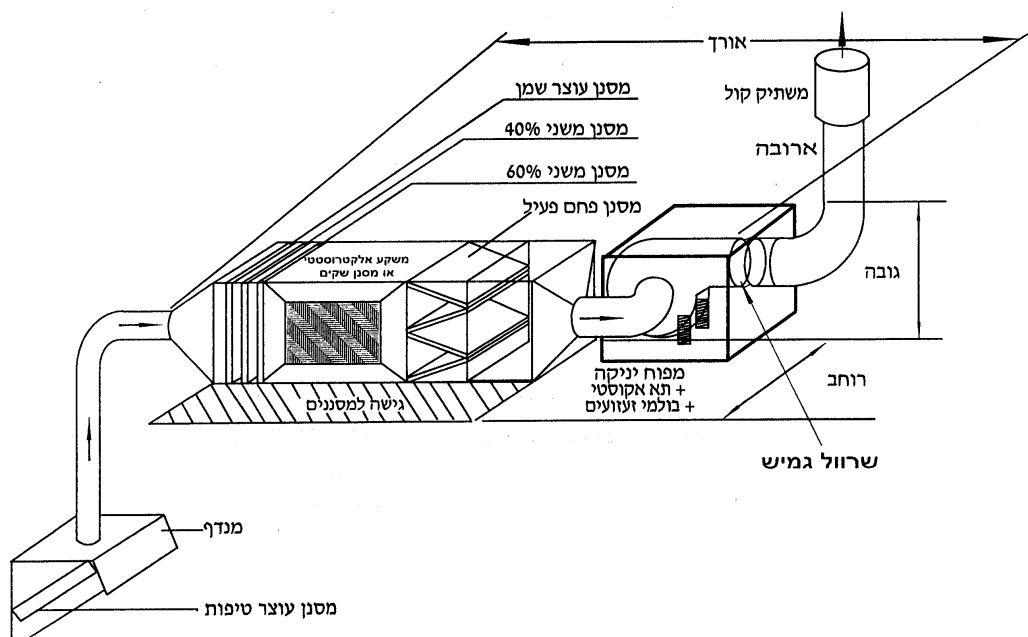 אורך
משתיק קול
ארובה
מסנן עוצר שמן
מסנן משני 40%
מסנן משני 60%
מסנן פחם פעיל
משקע אלקטרוסטטי
או מסנן שקים
גובה
רוחב
מפוח יניקה
+ תא אקוסטי
+ בולמי זעזועים
גישה למסננים
שרוול גמיש
מנדף
מסנן עוצר טיפות